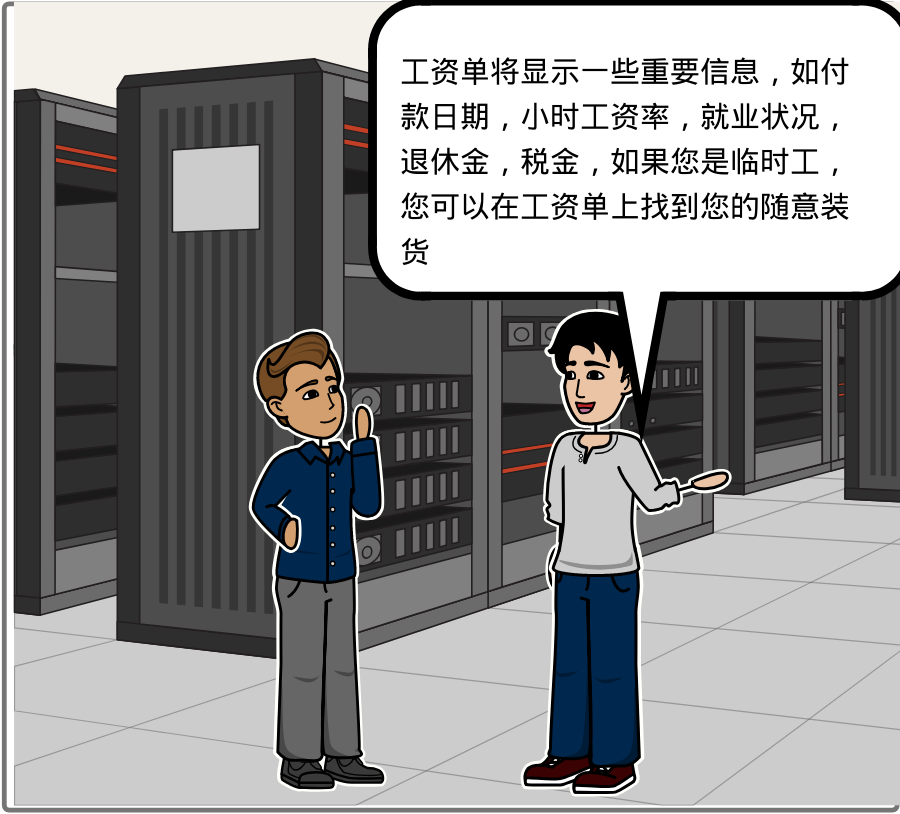 工资单将显示一些重要信息，如付
款日期，小时工资率，就业状况，
退休金，税金，如果您是临时工，
您可以在工资单上找到您的随意装
货